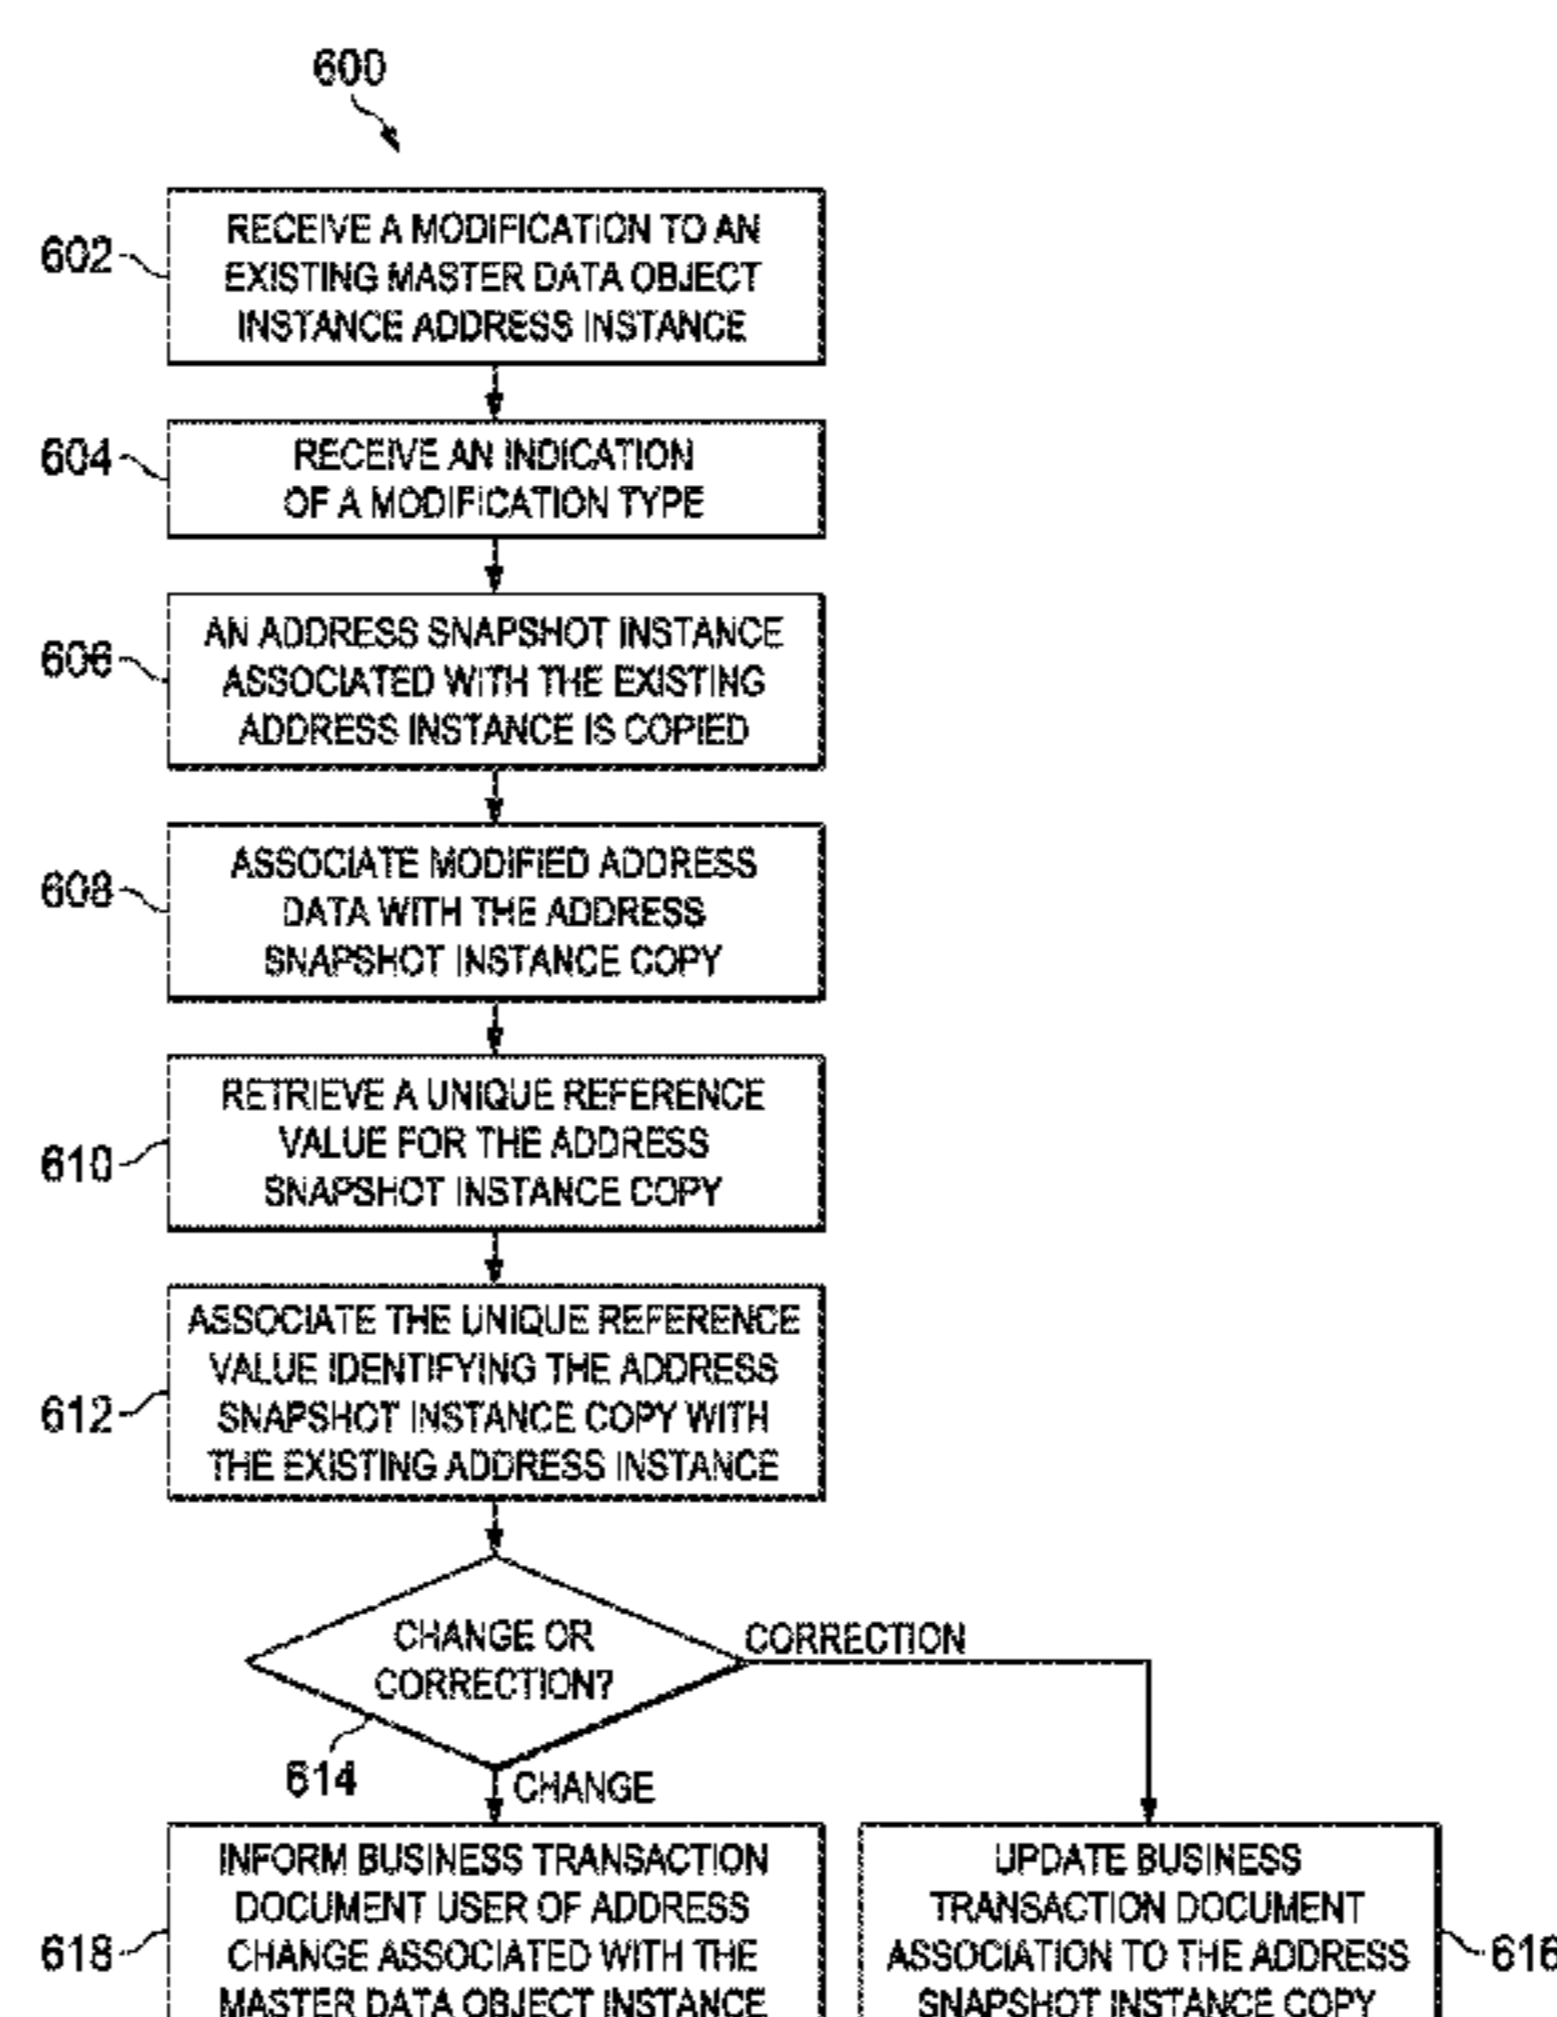 600
602
RECEIVE A MODIFICATION TO AN
EXISTING MASTER DATA OBJECT
INSTANCE ADDRESS INSTANCE
604
RECEIVE AN INDICATION
OF A MODIFICATION TYPE
606
AN ADDRESS SNAPSHOT INSTANCE
ASSOCIATED WITH THE EXISTING
ADDRESS INSTANCE IS COPIED
608
ASSOCIATE MODIFIED ADDRESS
DATA WITH THE ADDRESS
SNAPSHOT INSTANCE COPY
610
RETRIEVE A UNIQUE REFERENCE
VALUE FOR THE ADDRESS
SNAPSHOT INSTANCE COPY
612
ASSOCIATE THE UNIQUE REFERENCE
VALUE IDENTIFYING THE ADDRESS
SNAPSHOT INSTANCE COPY WITH
THE EXISTING ADDRESS INSTANCE
CHANGE OR
CORRECTION?
CORRECTION
614
CHANGE
618
INFORM BUSINESS TRANSACTION
DOCUMENT USER OF ADDRESS
CHANGE ASSOCIATED WITH THE
MASTER DATA OBJECT INSTANCE
UPDATE BUSINESS
TRANSACTION DOCUMENT
ASSOCIATION TO THE ADDRESS
SNAPSHOT INSTANCE COPY
616